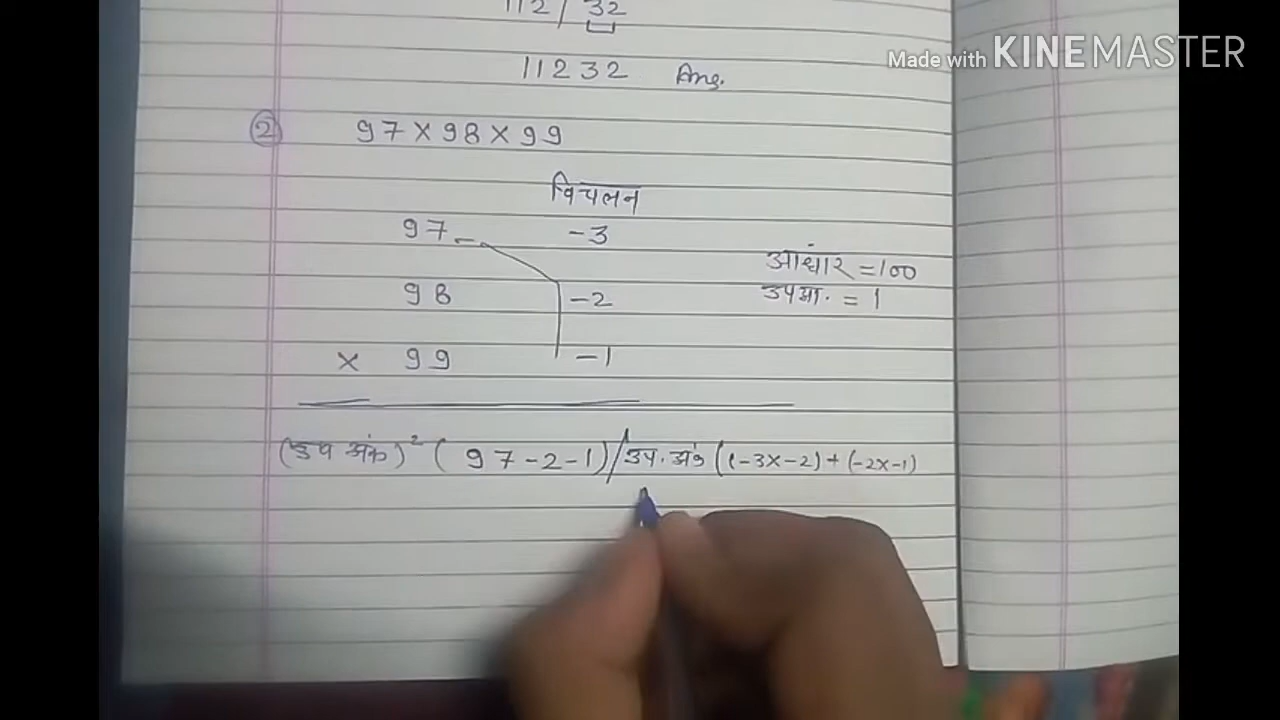 112/32
Made with KINEMASTER
11232 Ans.
② 97×98×99
विचलन
97 -3
आधार = 100
98 -2
उपआ. = 1
× 99 -1
(उप अंक)² ( 97-2-1)/उप. अंक ((-3×-2)+(-2×-1)